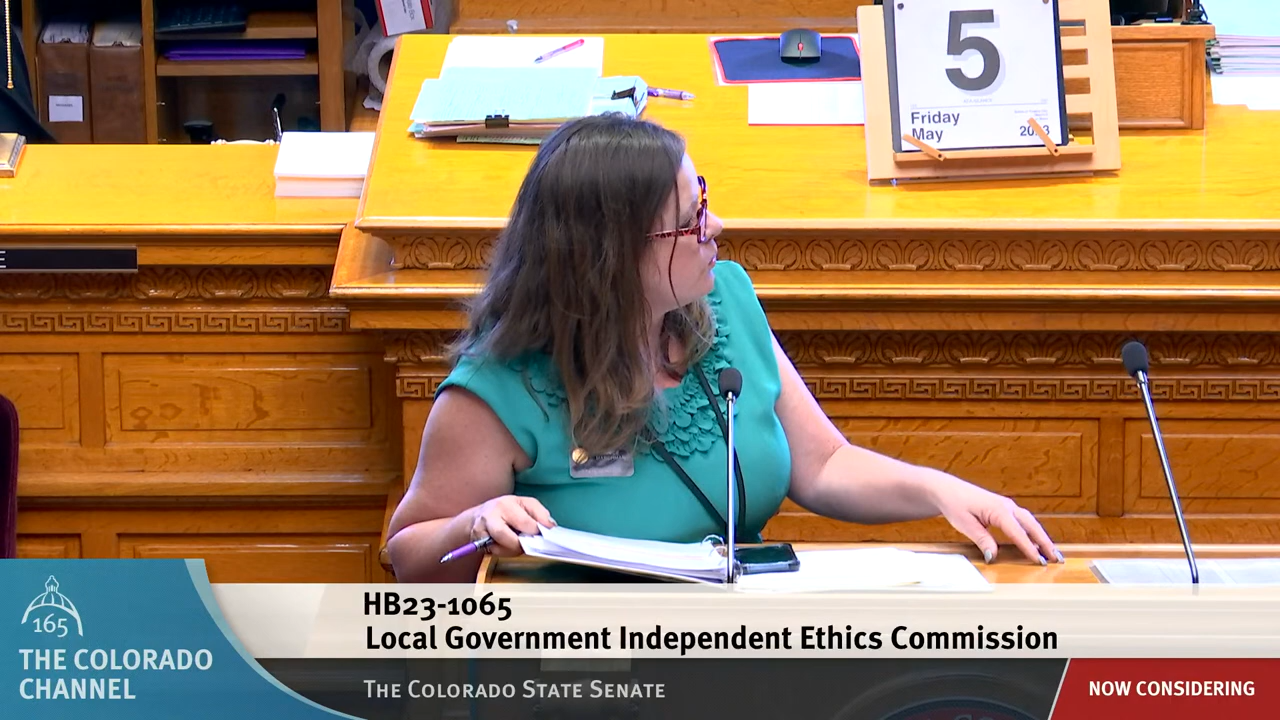 5
Friday
May 2023
E
HB23-1065
Local Government Independent Ethics Commission
165
THE COLORADO
CHANNEL
THE COLORADO STATE SENATE
NOW CONSIDERING